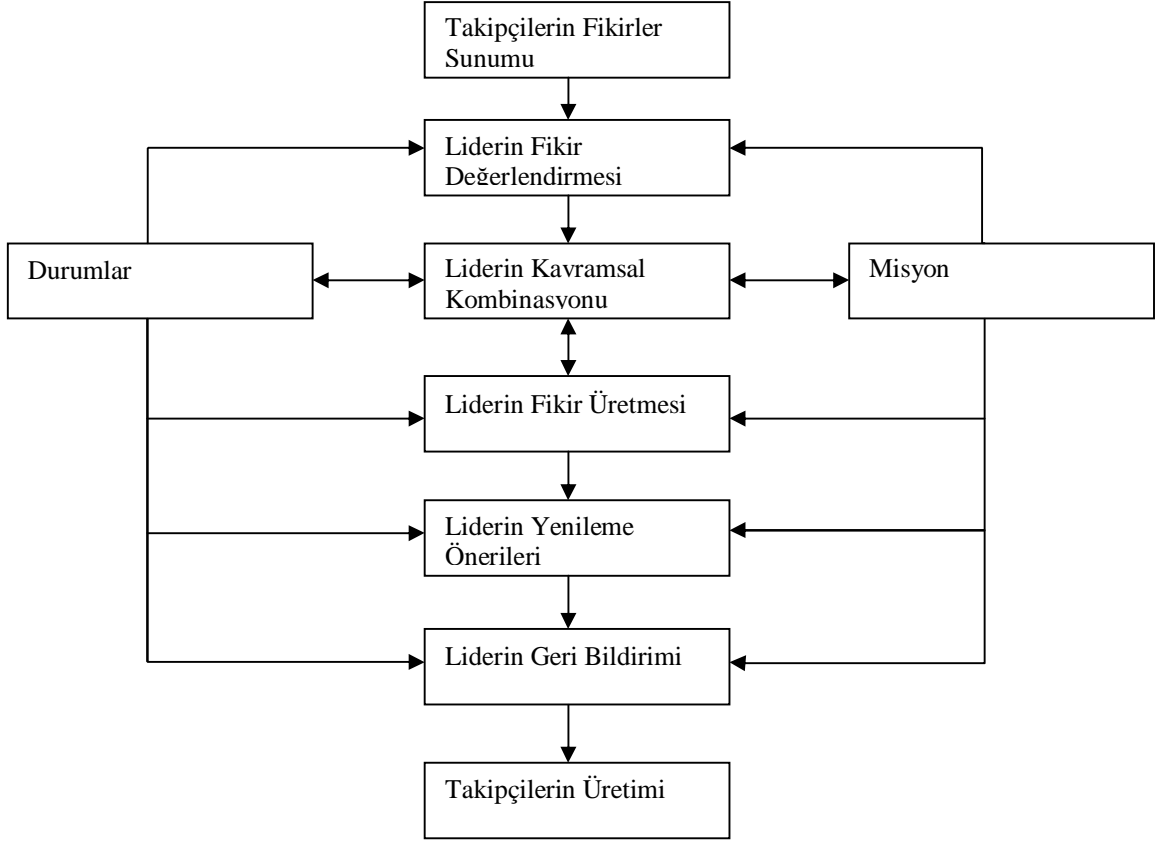 Takipçilerin Fikirler
Sunumu
Liderin Fikir
Değerlendirmesi
Durumlar
Liderin Kavramsal
Kombinasyonu
Misyon
Liderin Fikir Üretmesi
Liderin Yenileme
Önerileri
Liderin Geri Bildirimi
Takipçilerin Üretimi